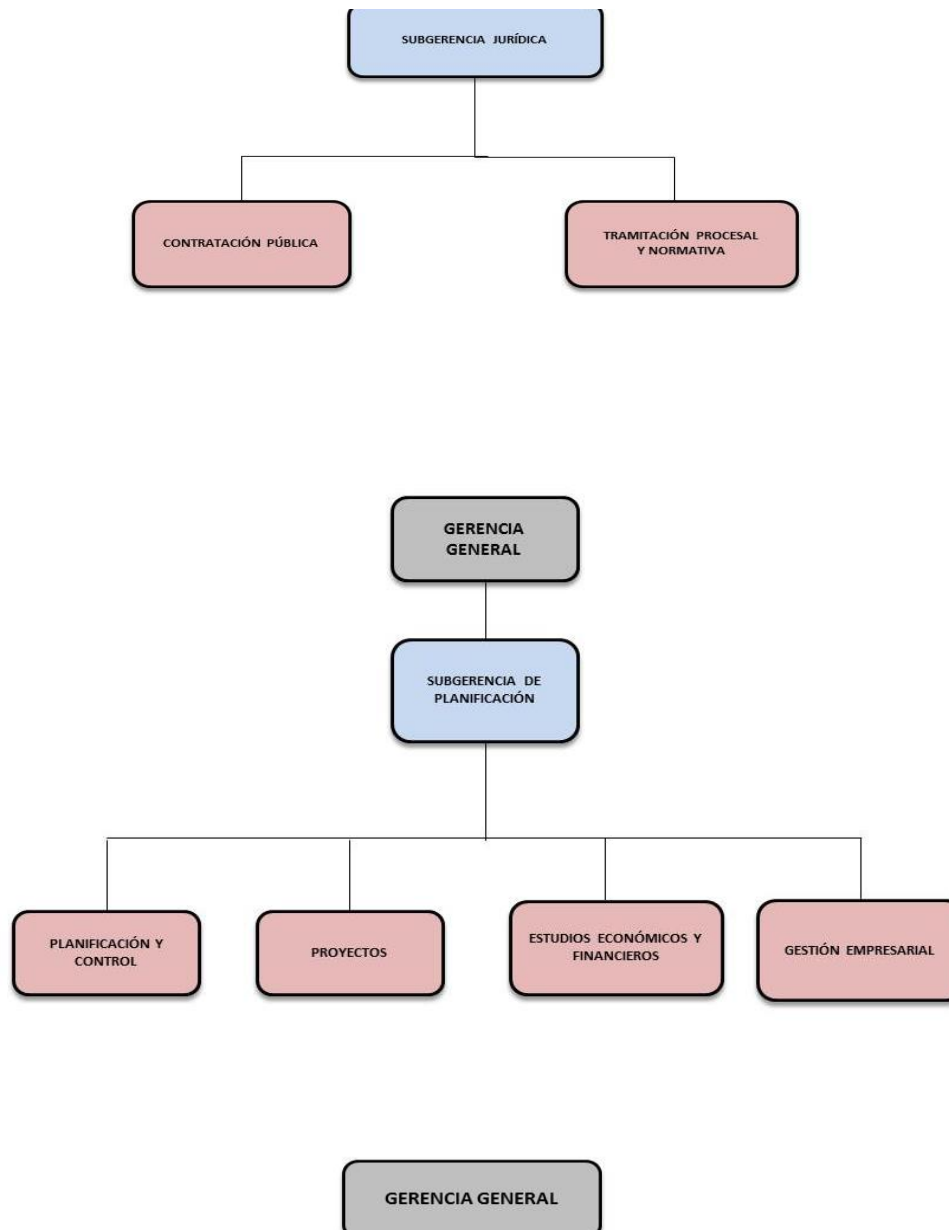 SUBGERENCIA JURÍDICA
CONTRATACIÓN PÚBLICA
TRAMITACIÓN PROCESAL
Y NORMATIVA
GERENCIA
GENERAL
SUBGERENCIA DE
PLANIFICACIÓN
PLANIFICACIÓN Y
CONTROL
PROYECTOS
ESTUDIOS ECONÓMICOS Y
FINANCIEROS
GESTIÓN EMPRESARIAL
GERENCIA GENERAL